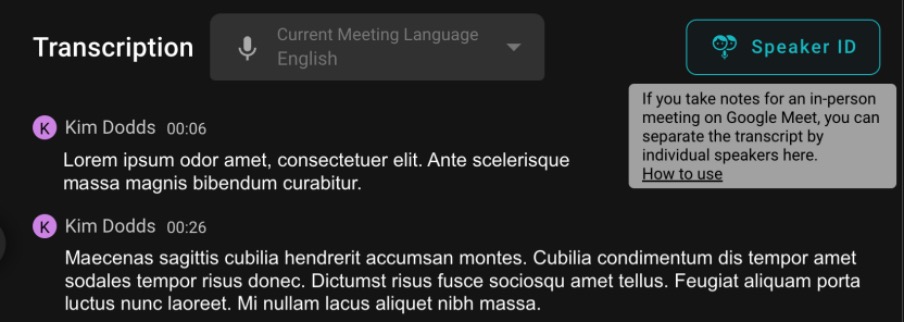 Transcription
Current Meeting Language
English
Speaker ID
If you take notes for an in-person
meeting on Google Meet, you can
separate the transcript by
individual speakers here.
How to use
K Kim Dodds 00:06
Lorem ipsum odor amet, consectetuer elit. Ante scelerisque
massa magnis bibendum curabitur.
K Kim Dodds 00:26
Maecenas sagittis cubilia hendrerit accumsan montes. Cubilia condimentum dis tempor amet
sodales tempor risus donec. Dictumst risus fusce sociosqu amet tellus. Feugiat aliquam porta
luctus nunc laoreet. Mi nullam lacus aliquet nibh massa.